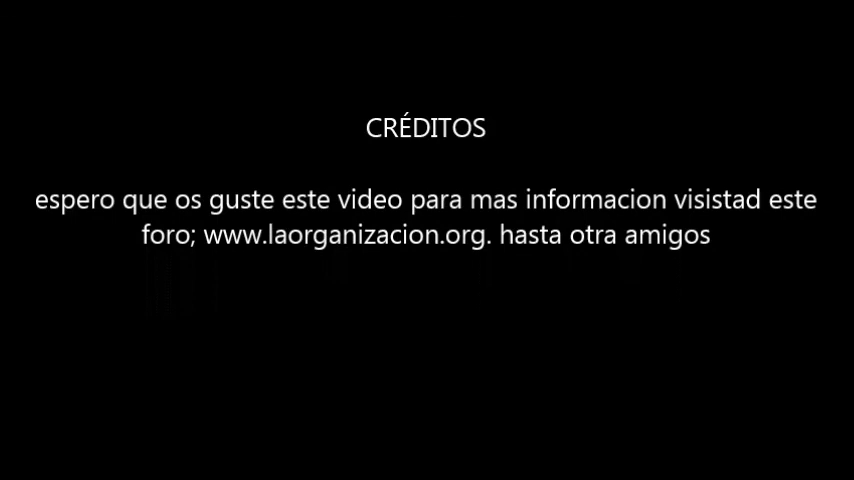 CRÉDITOS
espero que os guste este video para mas informacion visistad este
foro; www.laorganizacion.org. hasta otra amigos